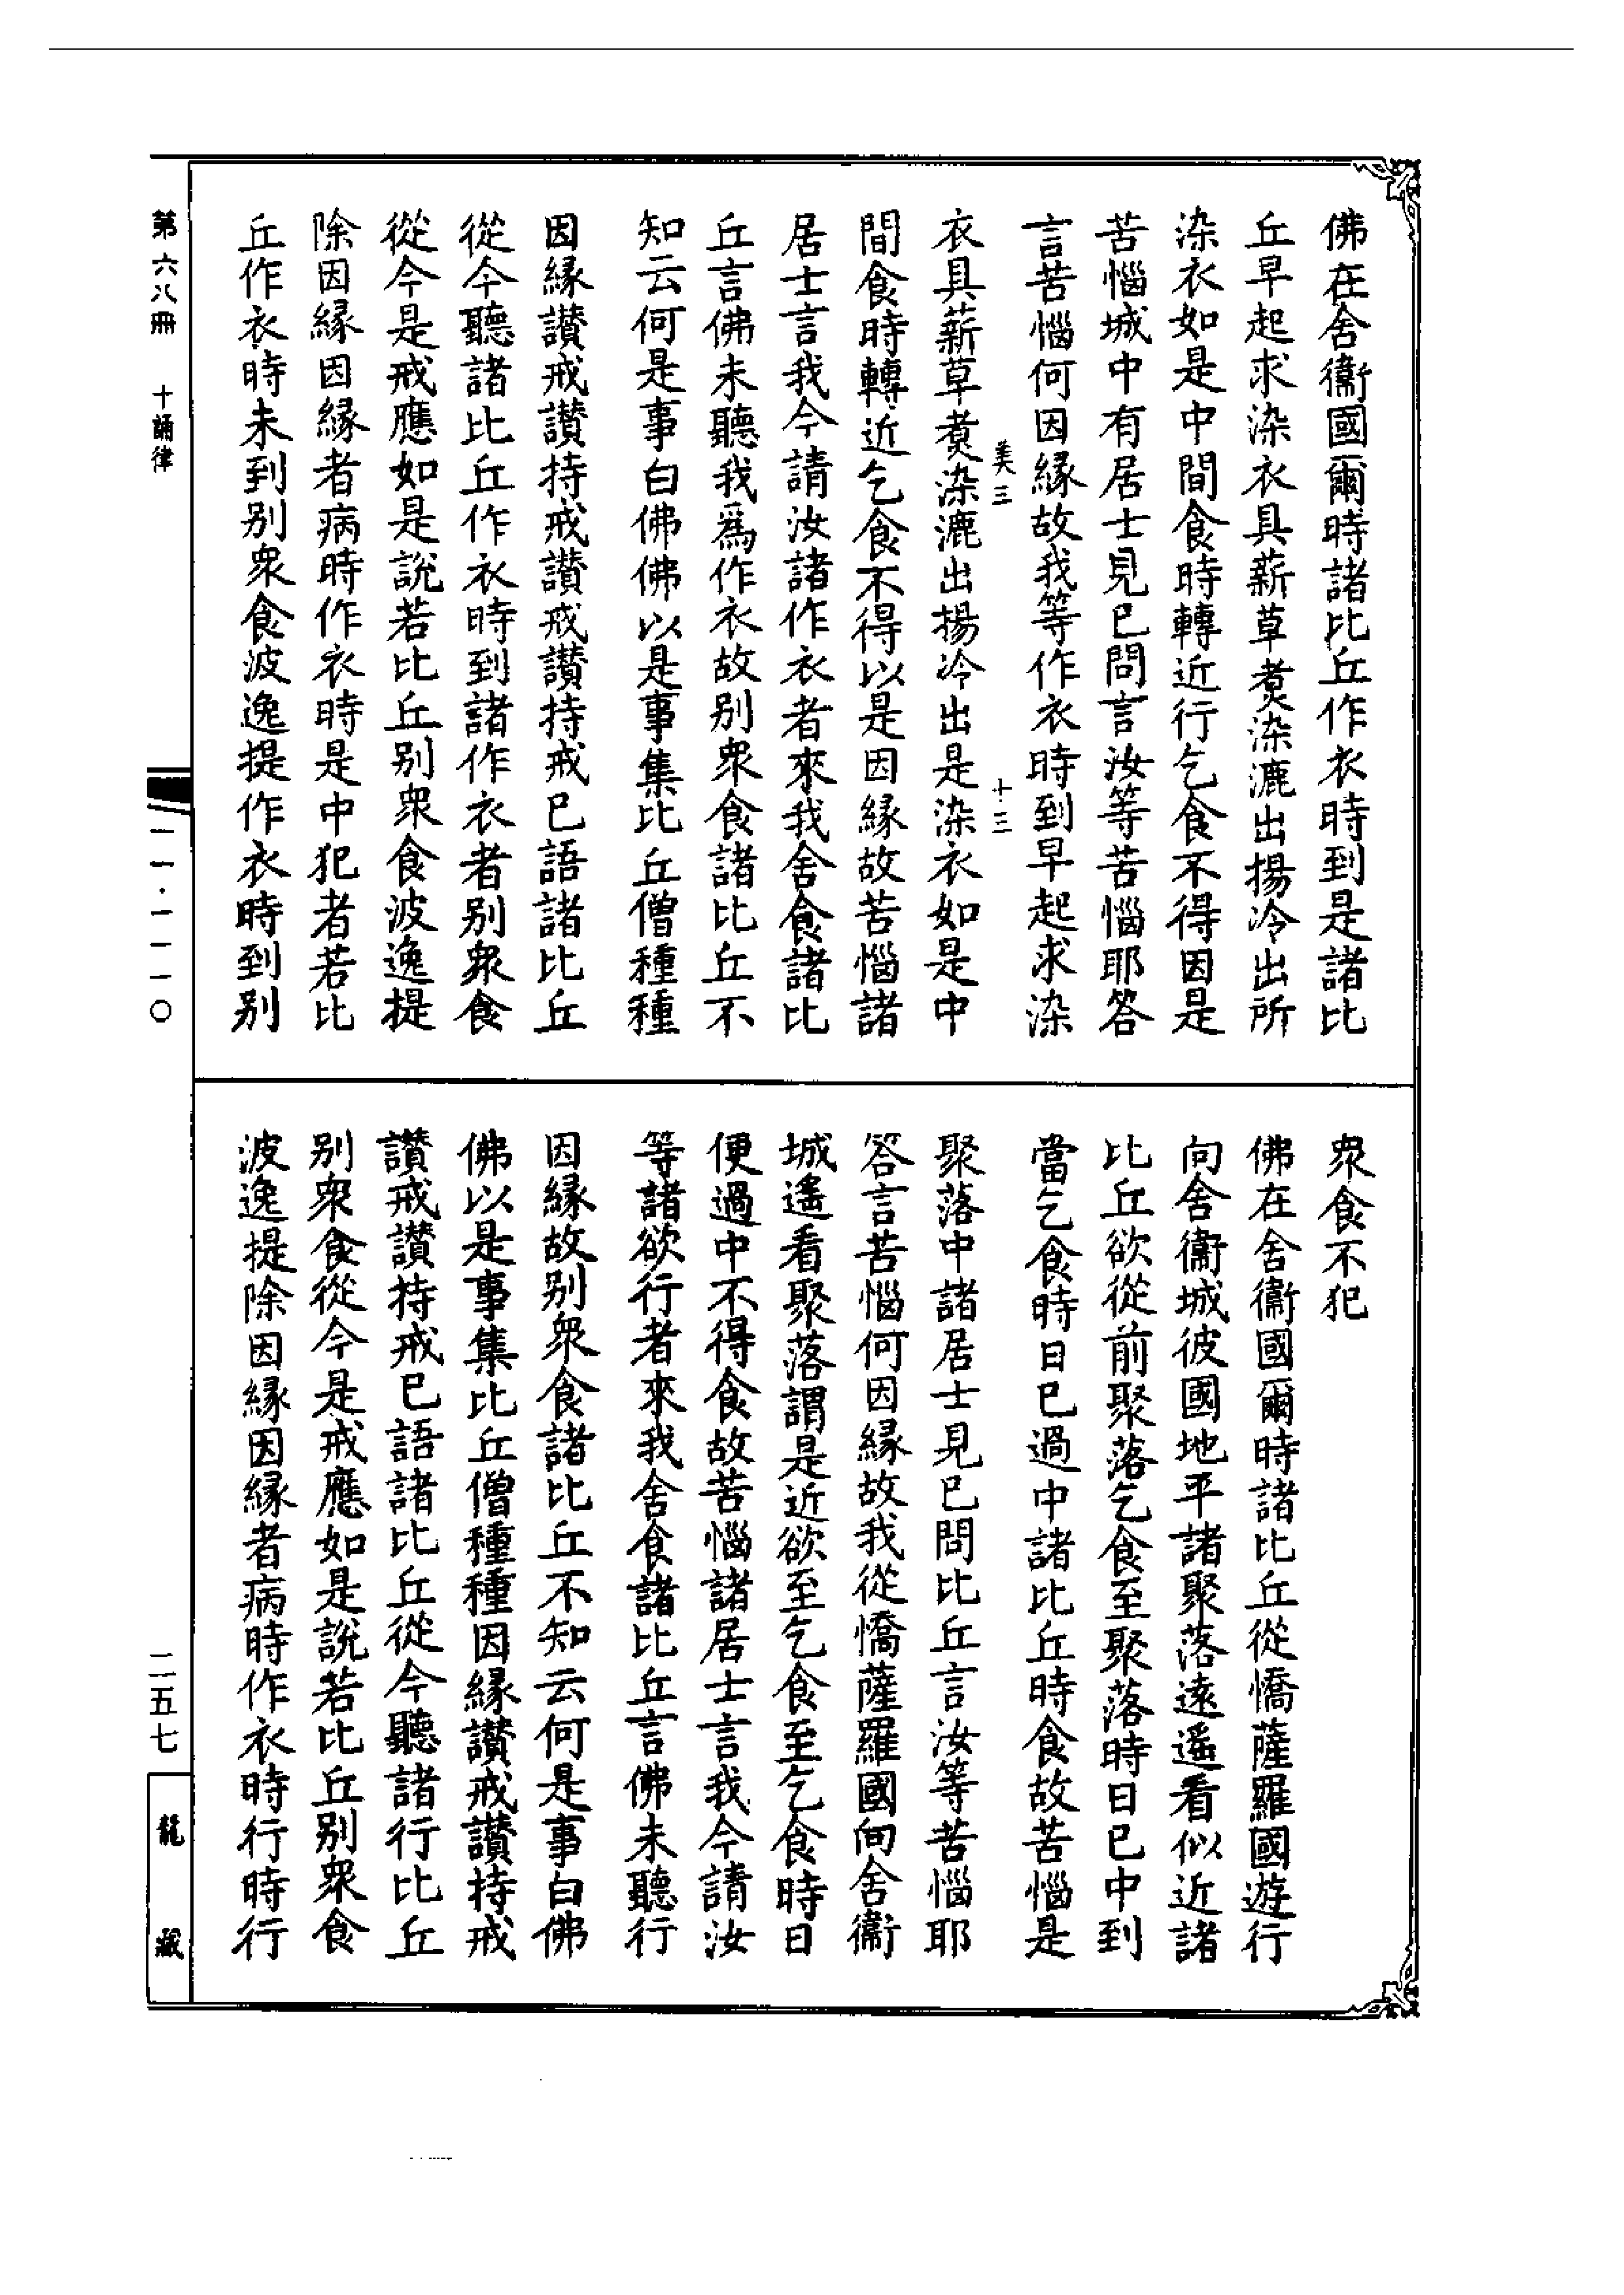 佛在舍衞國爾時諸比丘作衣時到是諸比
丘早起求染衣具薪草煑染漉出揚冷出所
染衣如是中間食時轉近行乞食不得因是
苦惱城中有居士見已問言汝等苦惱耶答
言苦惱何因緣故我等作衣時到早起求染
美三 十三
衣具薪草煑染漉出揚冷出是染衣如是中
間食時轉近乞食不得以是因緣故苦惱諸
居士言我今請汝諸作衣者來我舍食諸比
丘言佛未聽我爲作衣故別衆食諸比丘不
知云何是事白佛佛以是事集比丘僧種種
因緣讃戒讃持戒讃戒讃持戒已語諸比丘
從今聽諸比丘作衣時到諸作衣者別衆食
從今是戒應如是說若比丘別衆食波逸提
除因緣因緣者病時作衣時是中犯者若比
丘作衣時未到別衆食波逸提作衣時到別
衆食不犯
佛在舍衞國爾時諸比丘從憍薩羅國遊行
向舍衞城彼國地平諸聚落遠遙看似近諸
比丘欲從前聚落乞食至聚落時日已中到
當乞食時日已過中諸比丘時食故苦惱是
聚落中諸居士見已問比丘言汝等苦惱耶
答言苦惱何因緣故我從憍薩羅國向舍衞
城遙看聚落謂是近欲至乞食至乞食時日
便過中不得食故苦惱諸居士言我今請汝
等諸欲行者來我舍食諸比丘言佛未聽行
因緣故別衆食諸比丘不知云何是事白佛
佛以是事集比丘僧種種因緣讃戒讃持戒
讃戒讃持戒已語諸比丘從今聽諸行比丘
別衆食從今是戒應如是說若比丘別衆食
波逸提除因緣因緣者病時作衣時行時行
第六八冊 十誦律
一一·一一一〇
二五七
龍藏